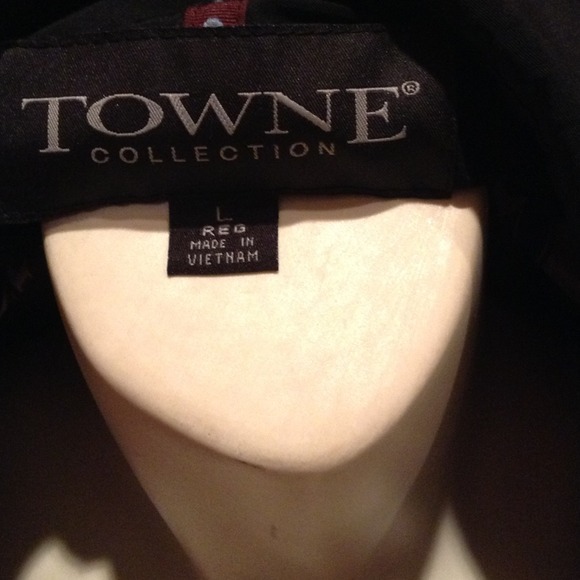 TOWNE®
COLLECTION
L
REG
MADE IN
VIETNAM